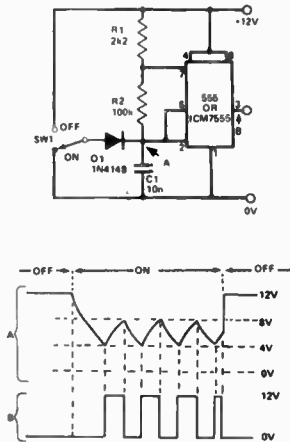 +12V
R1
2k2
4 8
7
R2
100k
555
OR
ICM7555
3
6
B
OFF
SW1
ON
D1
1N4148
A
2
1
C1
10n
0V
OFF ON OFF
12V
A
8V
4V
0V
12V
B
0V